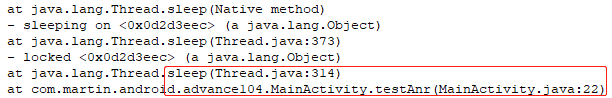 at java.lang.Thread.sleep(Native method)
- sleeping on <0x0d2d3eec> (a java.lang.Object)
at java.lang.Thread.sleep(Thread.java:373)
- locked <0x0d2d3eec> (a java.lang.Object)
at java.lang.Thread.sleep(Thread.java:314)
at com.martin.android.advance104.MainActivity.testAnr(MainActivity.java:22)